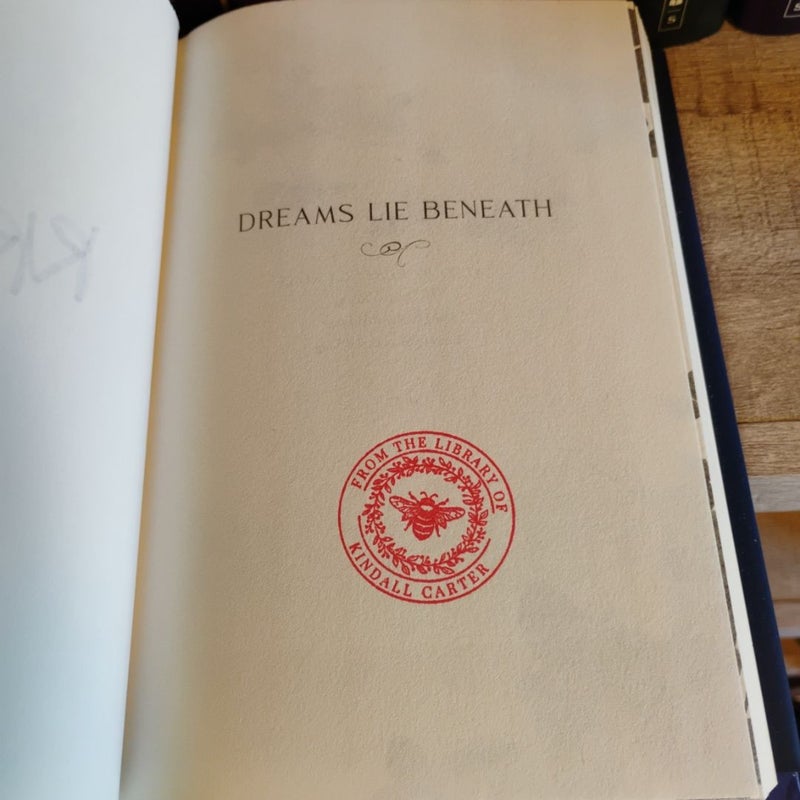 DREAMS LIE BENEATH
FROM THE LIBRARY OF
KINDALL CARTER